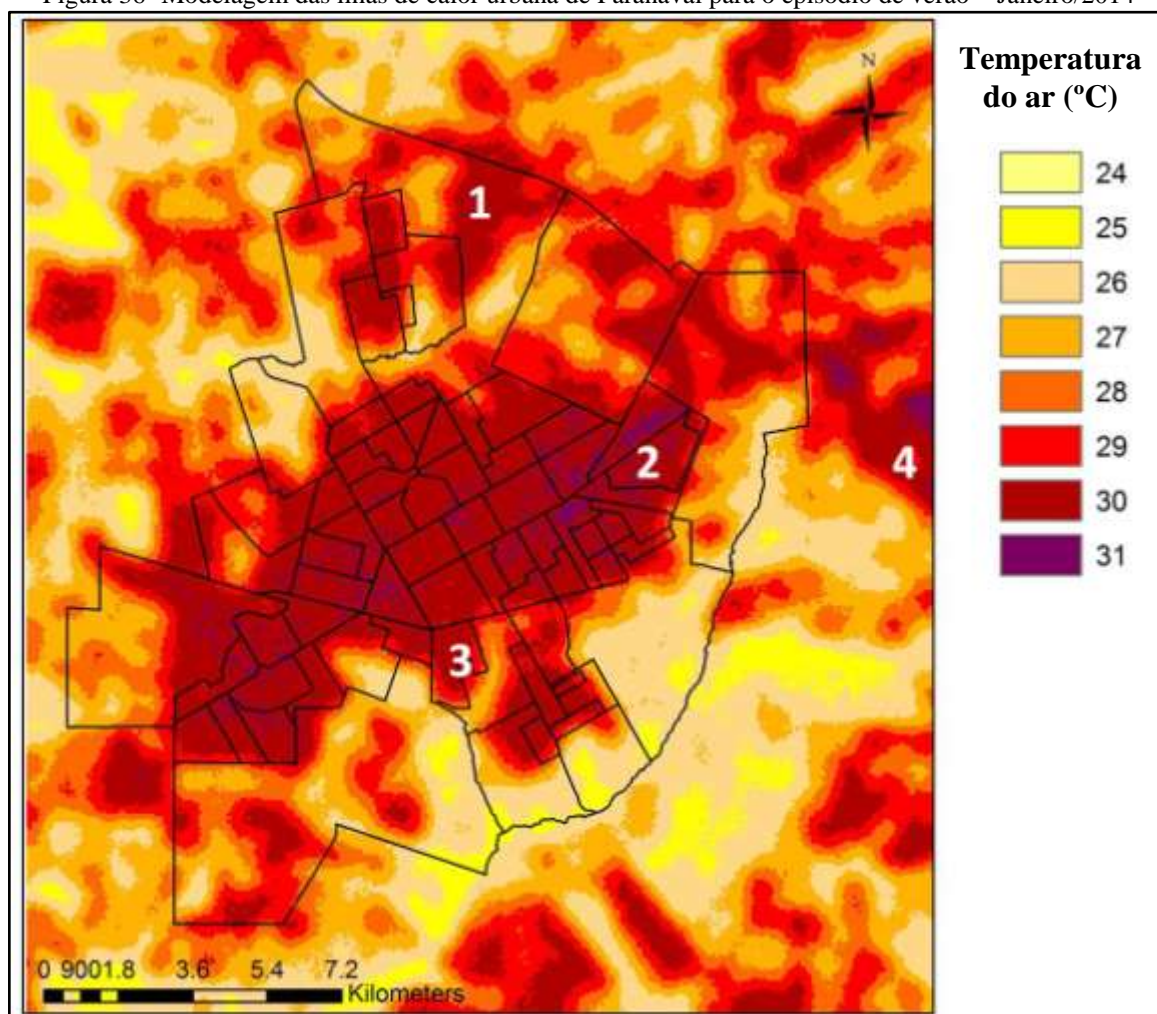 Figura 36- Modelagem das ilhas de calor urbana de Paranavaí para o episódio de verão – Janeiro/2014
Temperatura
do ar (ºC)
N
24
25
26
27
28
29
30
31
1
2
3
4
0 9001.8 3.6 5.4 7.2
Kilometers